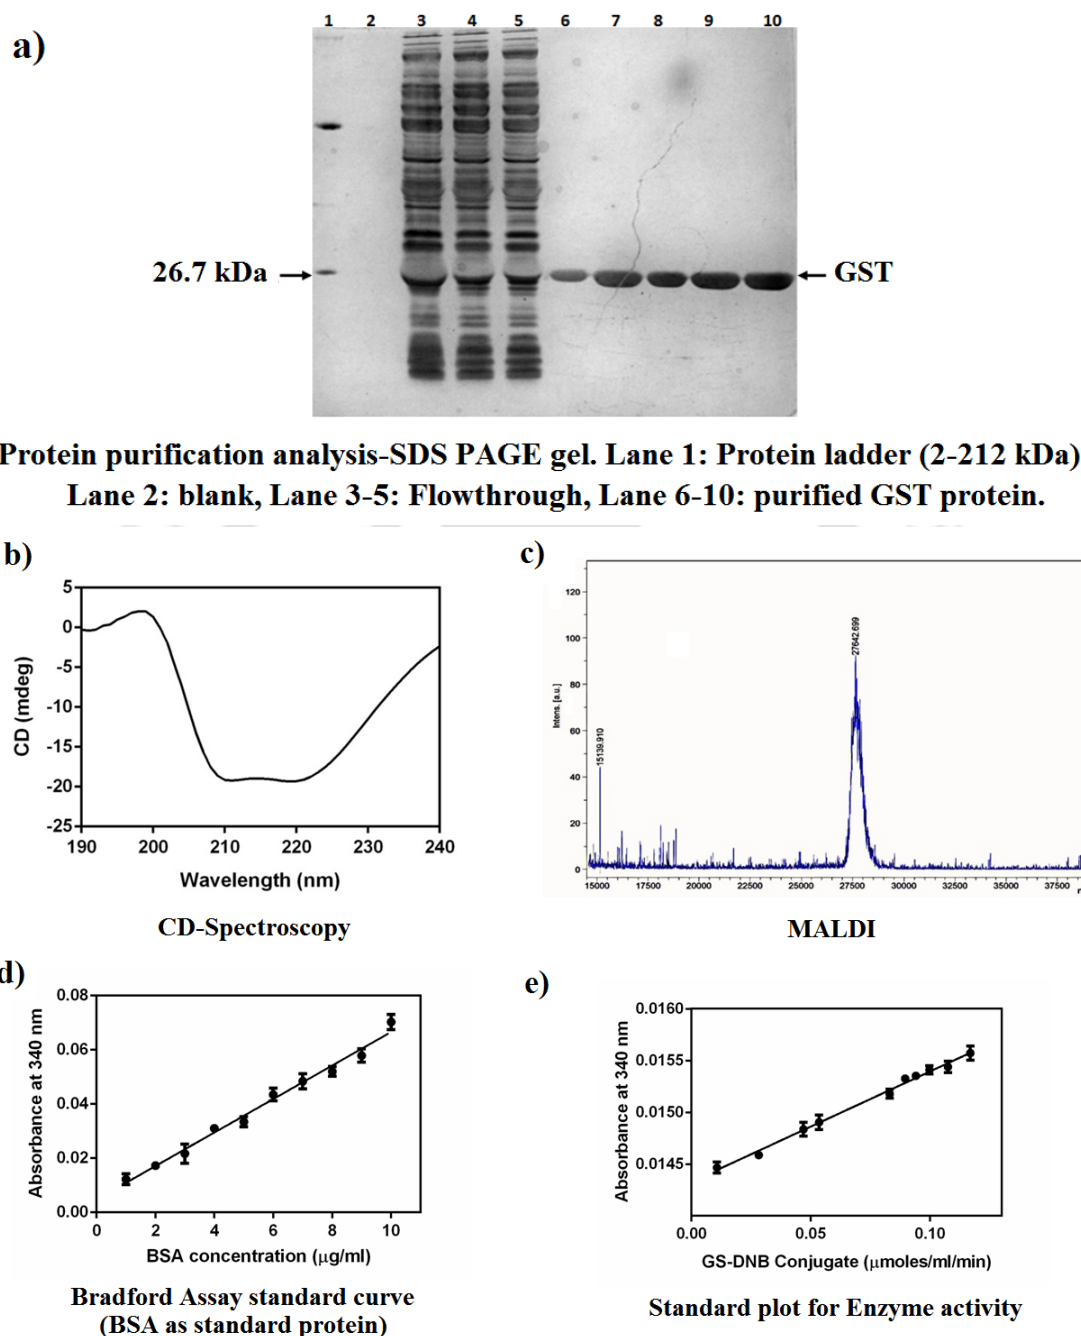 a)
1 2 3 4 5 6 7 8 9 10
26.7 kDa
GST
Protein purification analysis-SDS PAGE gel. Lane 1: Protein ladder (2-212 kDa)
Lane 2: blank, Lane 3-5: Flowthrough, Lane 6-10: purified GST protein.
b)
5
0
-5
-10
-15
-20
-25
CD (mdeg)
190 200 210 220 230 240
Wavelength (nm)
CD-Spectroscopy
c)
Intens. [a.u.]
120
100
80
60
40
20
0
15139.910
27642.699
15000 17500 20000 22500 25000 27500 30000 32500 35000 37500
MALDI
d)
Absorbance at 340 nm
0.08
0.06
0.04
0.02
0.00
0 2 4 6 8 10
BSA concentration (μg/ml)
Bradford Assay standard curve
(BSA as standard protein)
e)
Absorbance at 340 nm
0.0160
0.0155
0.0150
0.0145
0.00 0.05 0.10
GS-DNB Conjugate (μmoles/ml/min)
Standard plot for Enzyme activity